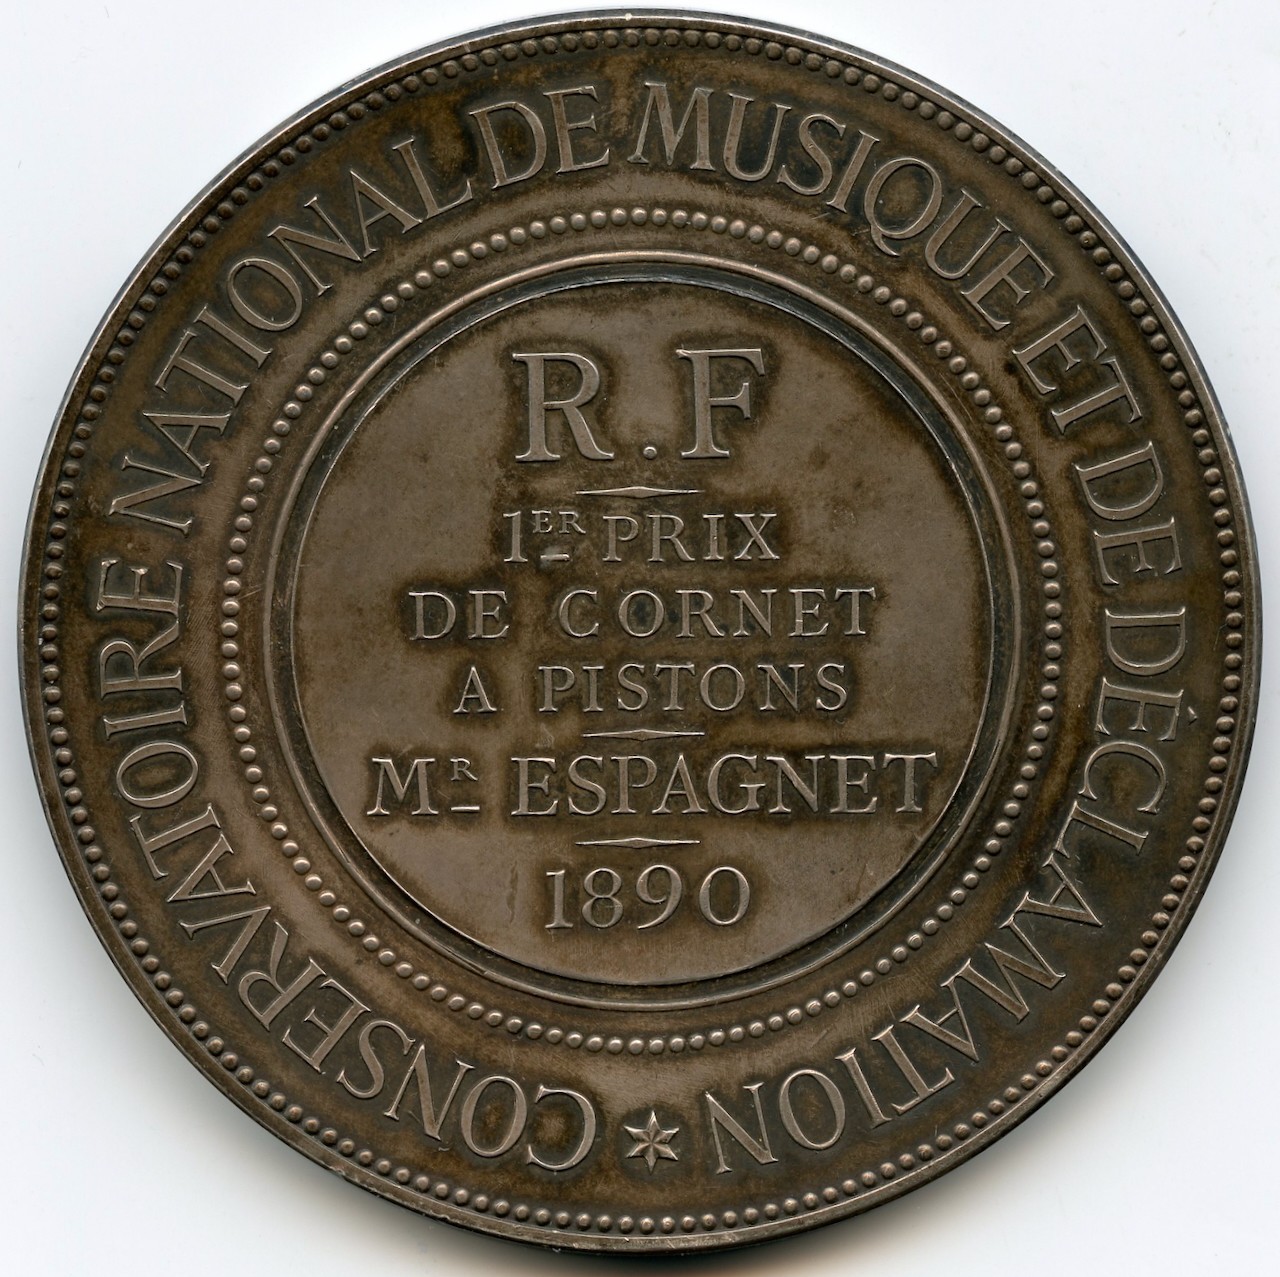 CONSERVATOIRE NATIONAL DE MUSIQUE ET DE DÉCLAMATION
R.F
1ER PRIX
DE CORNET
A PISTONS
MR ESPAGNET
1890